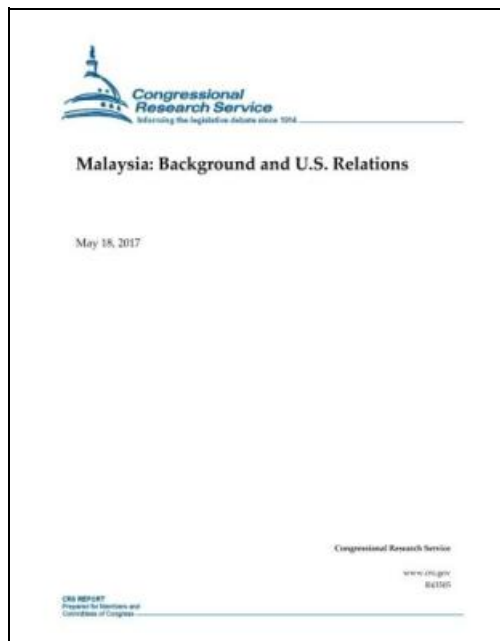 Congressional
Research Service
Informing the legislative debate since 1914
Malaysia: Background and U.S. Relations
May 18, 2017
Congressional Research Service
www.crs.gov
CRS REPORT
Prepared for Members and
Committees of Congress